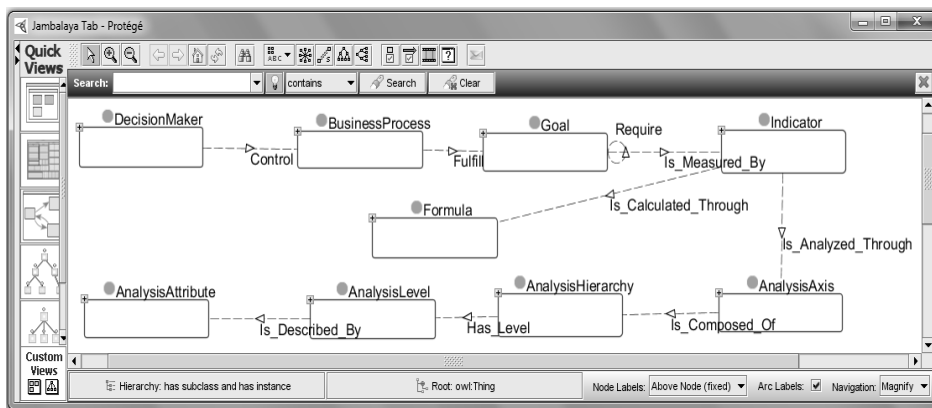 Jambalaya Tab - Protégé
Quick Views
ABC
Search:
contains
Search
Clear
DecisionMaker
BusinessProcess
Goal
Require
Indicator
Control
Fulfill
Is_Measured_By
Formula
Is_Calculated_Through
Is_Analyzed_Through
AnalysisAttribute
AnalysisLevel
AnalysisHierarchy
AnalysisAxis
Is_Described_By
Has_Level
Is_Composed_Of
Custom Views
Hierarchy: has subclass and has instance
Root: owl:Thing
Node Labels:
Above Node (fixed)
Arc Labels:
Navigation:
Magnify